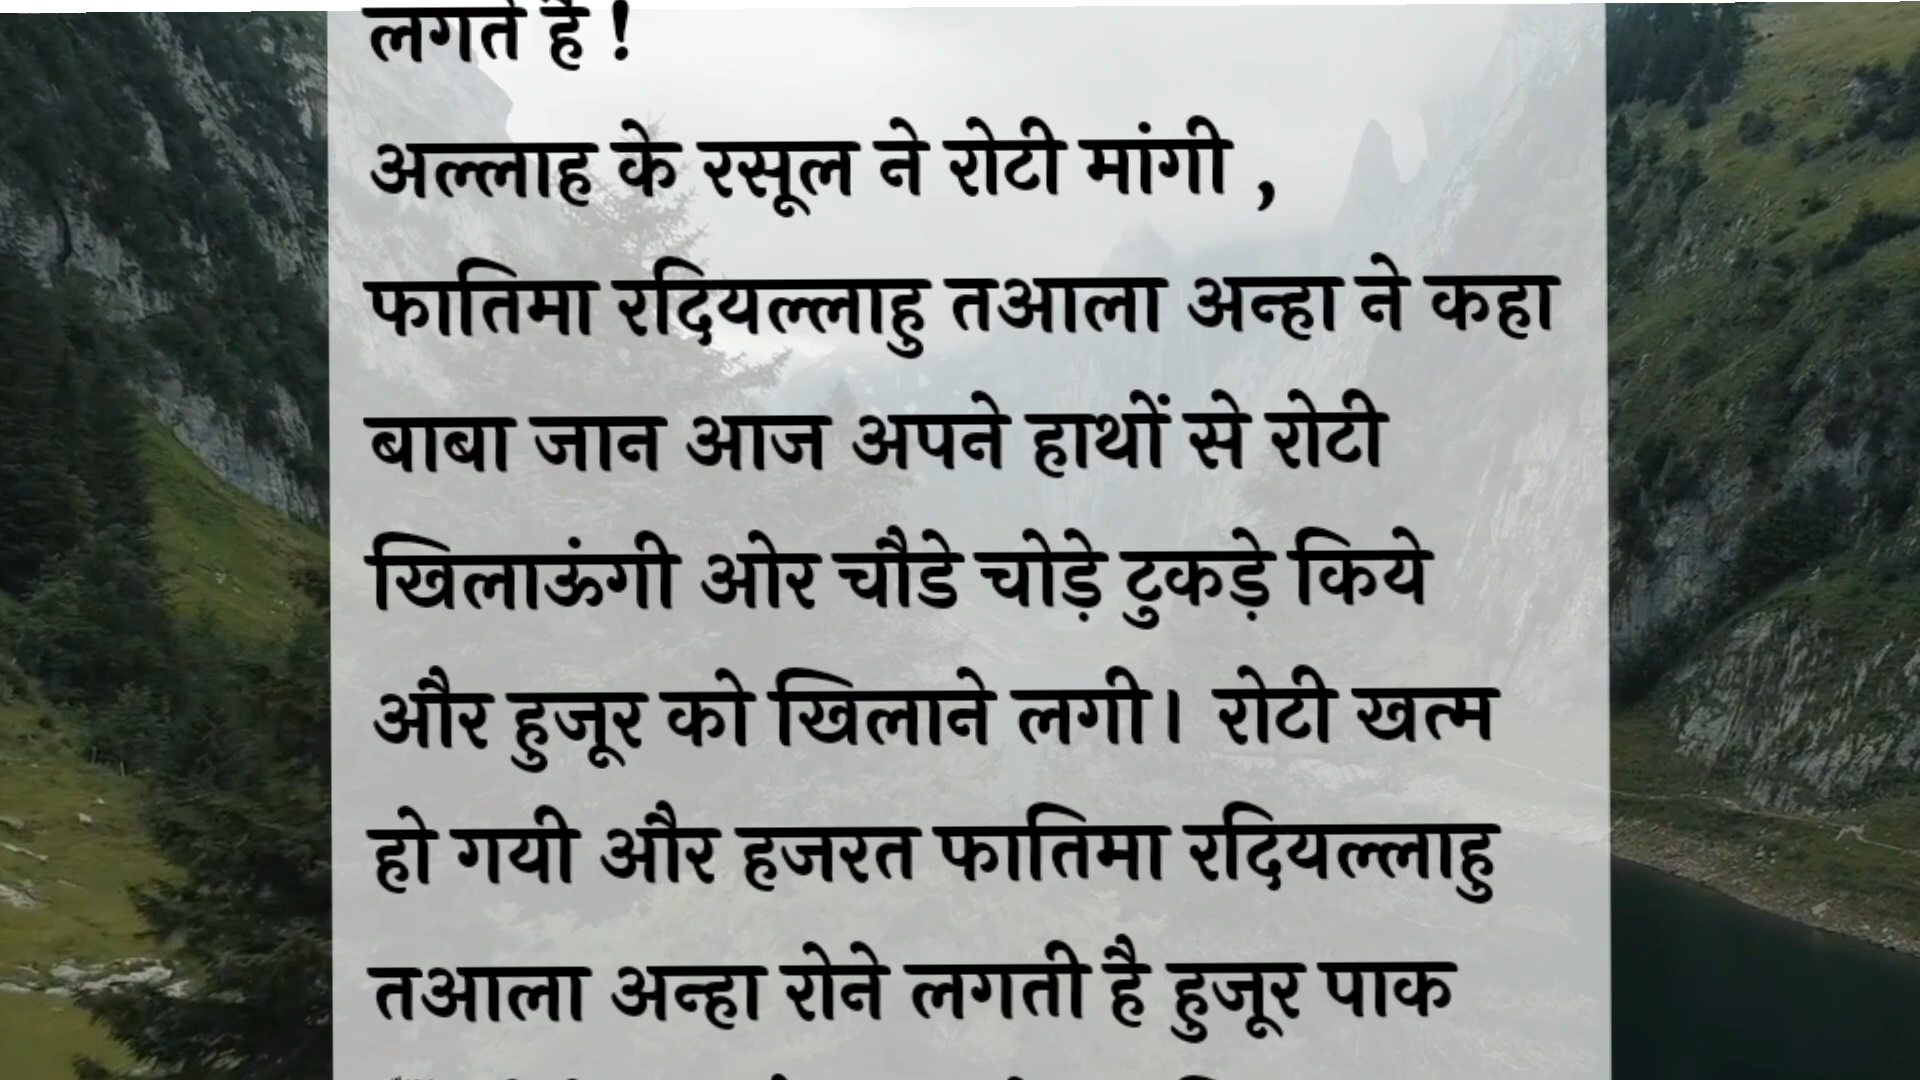 लगते है !
अल्लाह के रसूल ने रोटी मांगी ,
फातिमा रदियल्लाहु तआला अन्हा ने कहा
बाबा जान आज अपने हाथों से रोटी
खिलाऊंगी ओर चौडे चोड़े टुकड़े किये
और हुजूर को खिलाने लगी। रोटी खत्म
हो गयी और हजरत फातिमा रदियल्लाहु
तआला अन्हा रोने लगती है हुजूर पाक